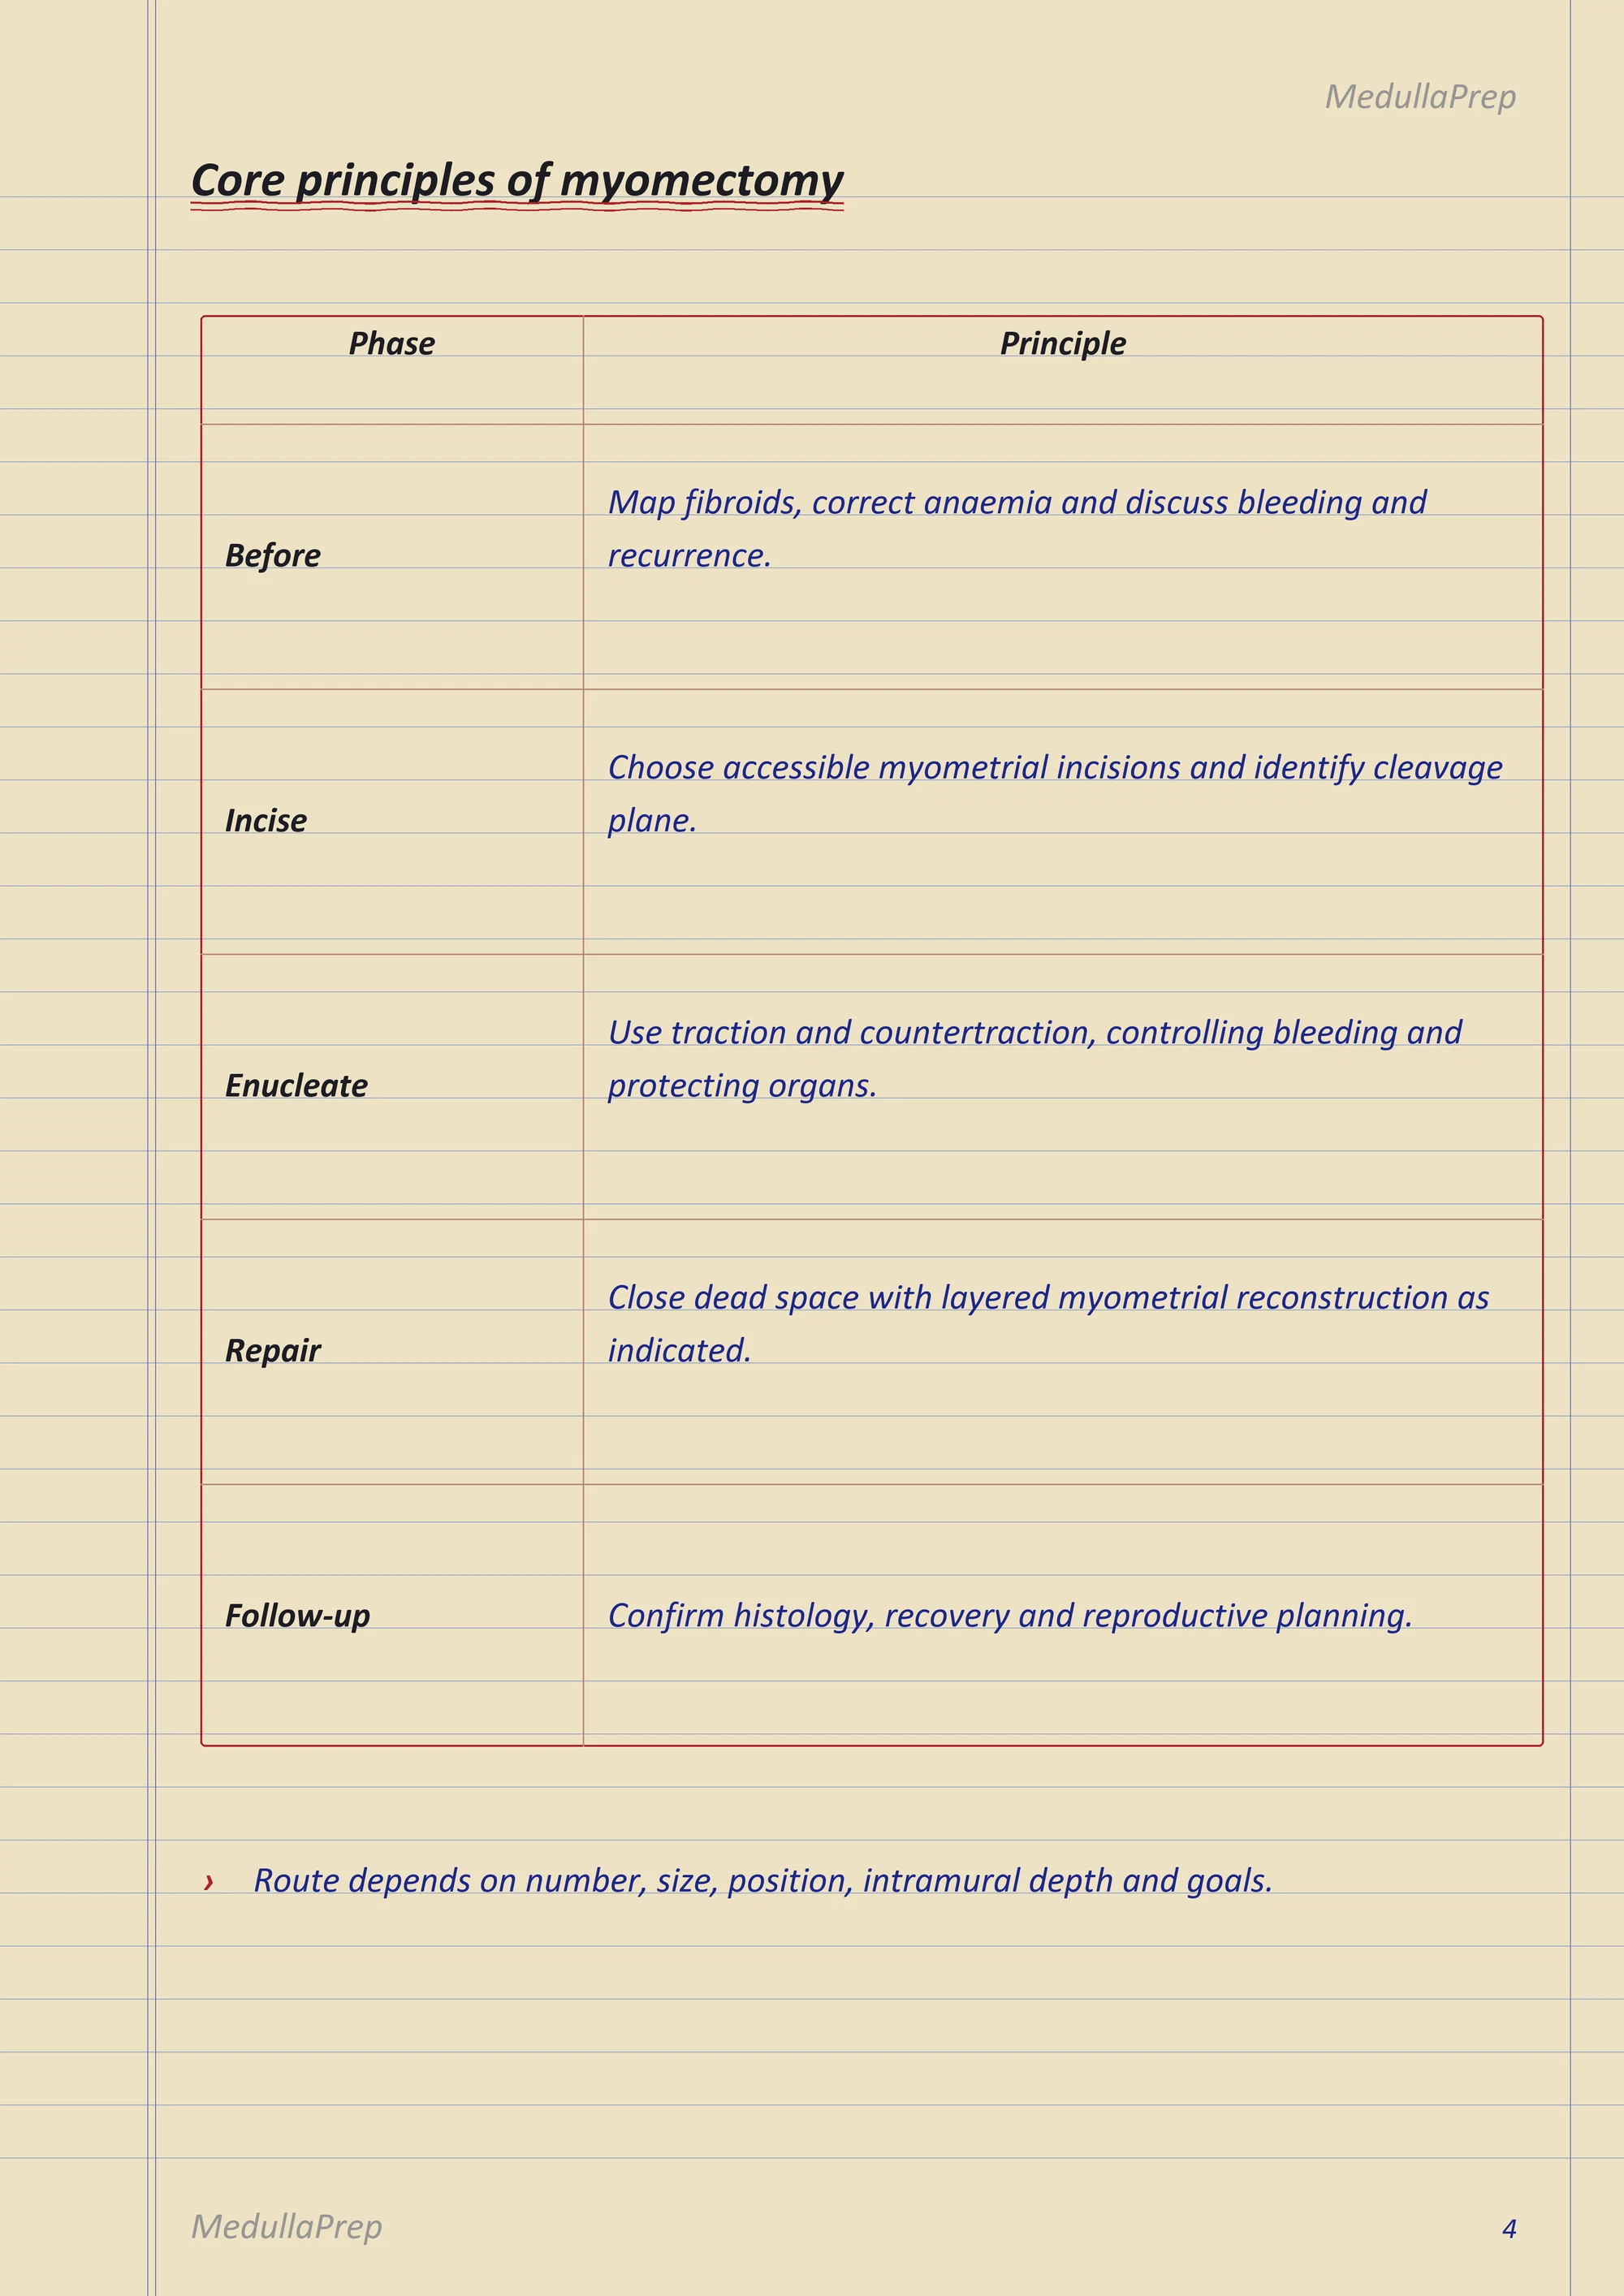 MedullaPrep
Core principles of myomectomy
Phase
Principle
Before
Map fibroids, correct anaemia and discuss bleeding and
recurrence.
Incise
Choose accessible myometrial incisions and identify cleavage
plane.
Enucleate
Use traction and countertraction, controlling bleeding and
protecting organs.
Repair
Close dead space with layered myometrial reconstruction as
indicated.
Follow-up
Confirm histology, recovery and reproductive planning.
› Route depends on number, size, position, intramural depth and goals.
MedullaPrep
4